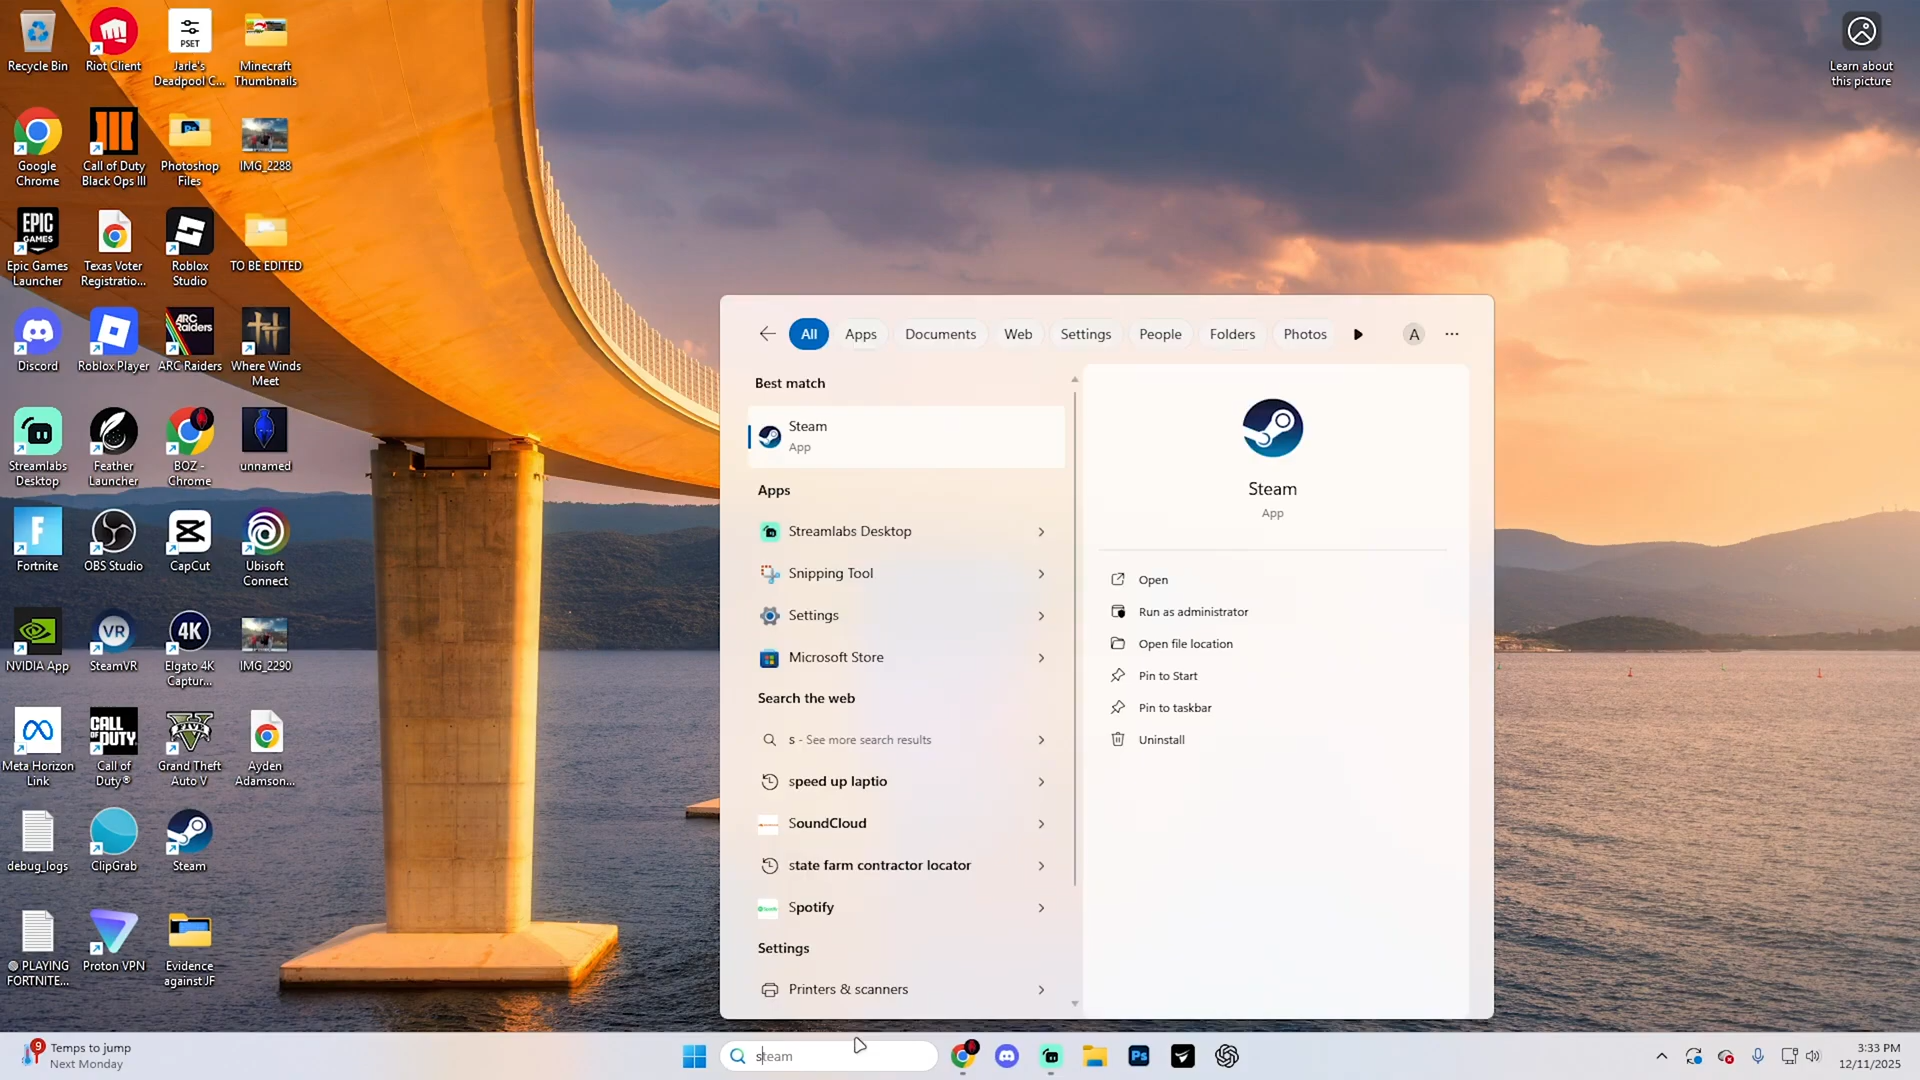 Recycle Bin
Riot Client
PSET
Jarle's
Deadpool C...
Minecraft
Thumbnails
Learn about
this picture
Google
Chrome
Call of Duty
Black Ops III
Ps
Photoshop
Files
IMG_2288
EPIC
GAMES
Epic Games
Launcher
Texas Voter
Registratio...
Roblox
Studio
TO BE EDITED
Discord
Roblox Player
ARC Raiders
ARC Raiders
Where Winds
Meet
Streamlabs
Desktop
Feather
Launcher
BOZ -
Chrome
unnamed
F
Fortnite
OBS Studio
CapCut
Ubisoft
Connect
NVIDIA App
VR
SteamVR
4K
Elgato 4K
Captur...
IMG_2290
Meta Horizon
Link
CALL OF
DUTY
Call of
Duty®
V
Grand Theft
Auto V
Ayden
Adamson...
debug_logs
ClipGrab
Steam
PLAYING
FORTNITE...
Proton VPN
Evidence
against JF
All
Apps
Documents
Web
Settings
People
Folders
Photos
A
Best match
Steam
App
Apps
Streamlabs Desktop
Snipping Tool
Settings
Microsoft Store
Search the web
s - See more search results
speed up laptio
SoundCloud
state farm contractor locator
Spotify
Settings
Printers & scanners
Steam
App
Open
Run as administrator
Open file location
Pin to Start
Pin to taskbar
Uninstall
9
Temps to jump
Next Monday
steam
Ps
3:33 PM
12/11/2025